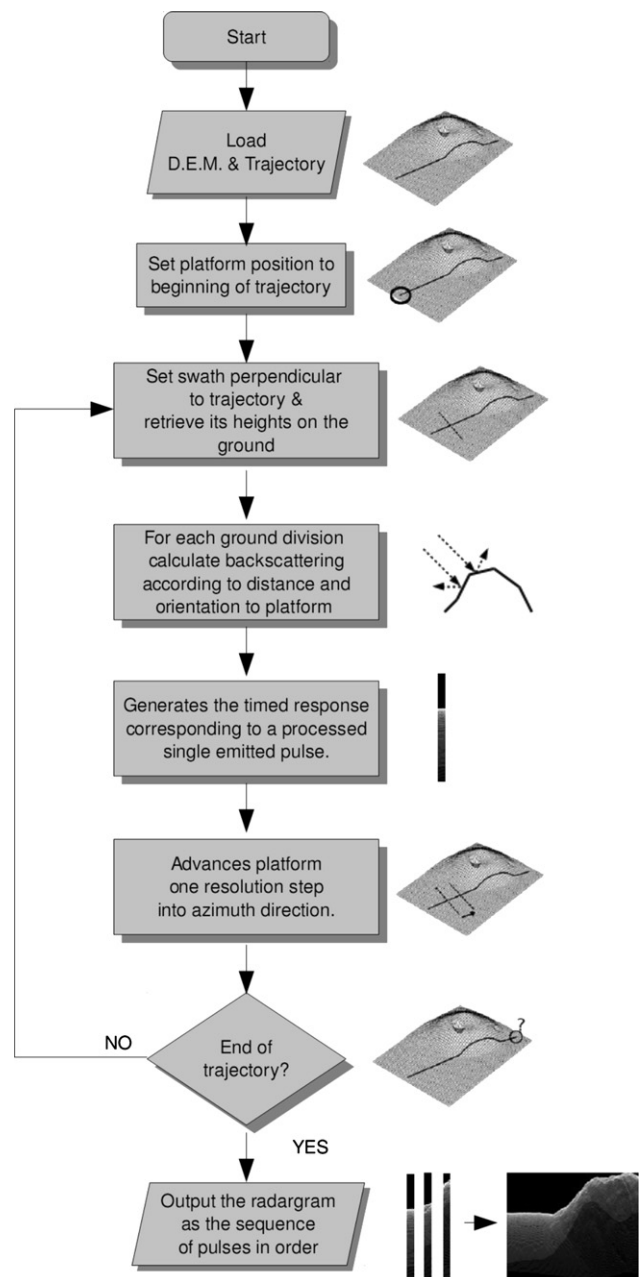 Start
Load
D.E.M. & Trajectory
Set platform position to
beginning of trajectory
Set swath perpendicular
to trajectory &
retrieve its heights on the
ground
For each ground division
calculate backscattering
according to distance and
orientation to platform
Generates the timed response
corresponding to a processed
single emitted pulse.
Advances platform
one resolution step
into azimuth direction.
?
NO
End of
trajectory?
YES
Output the radargram
as the sequence
of pulses in order